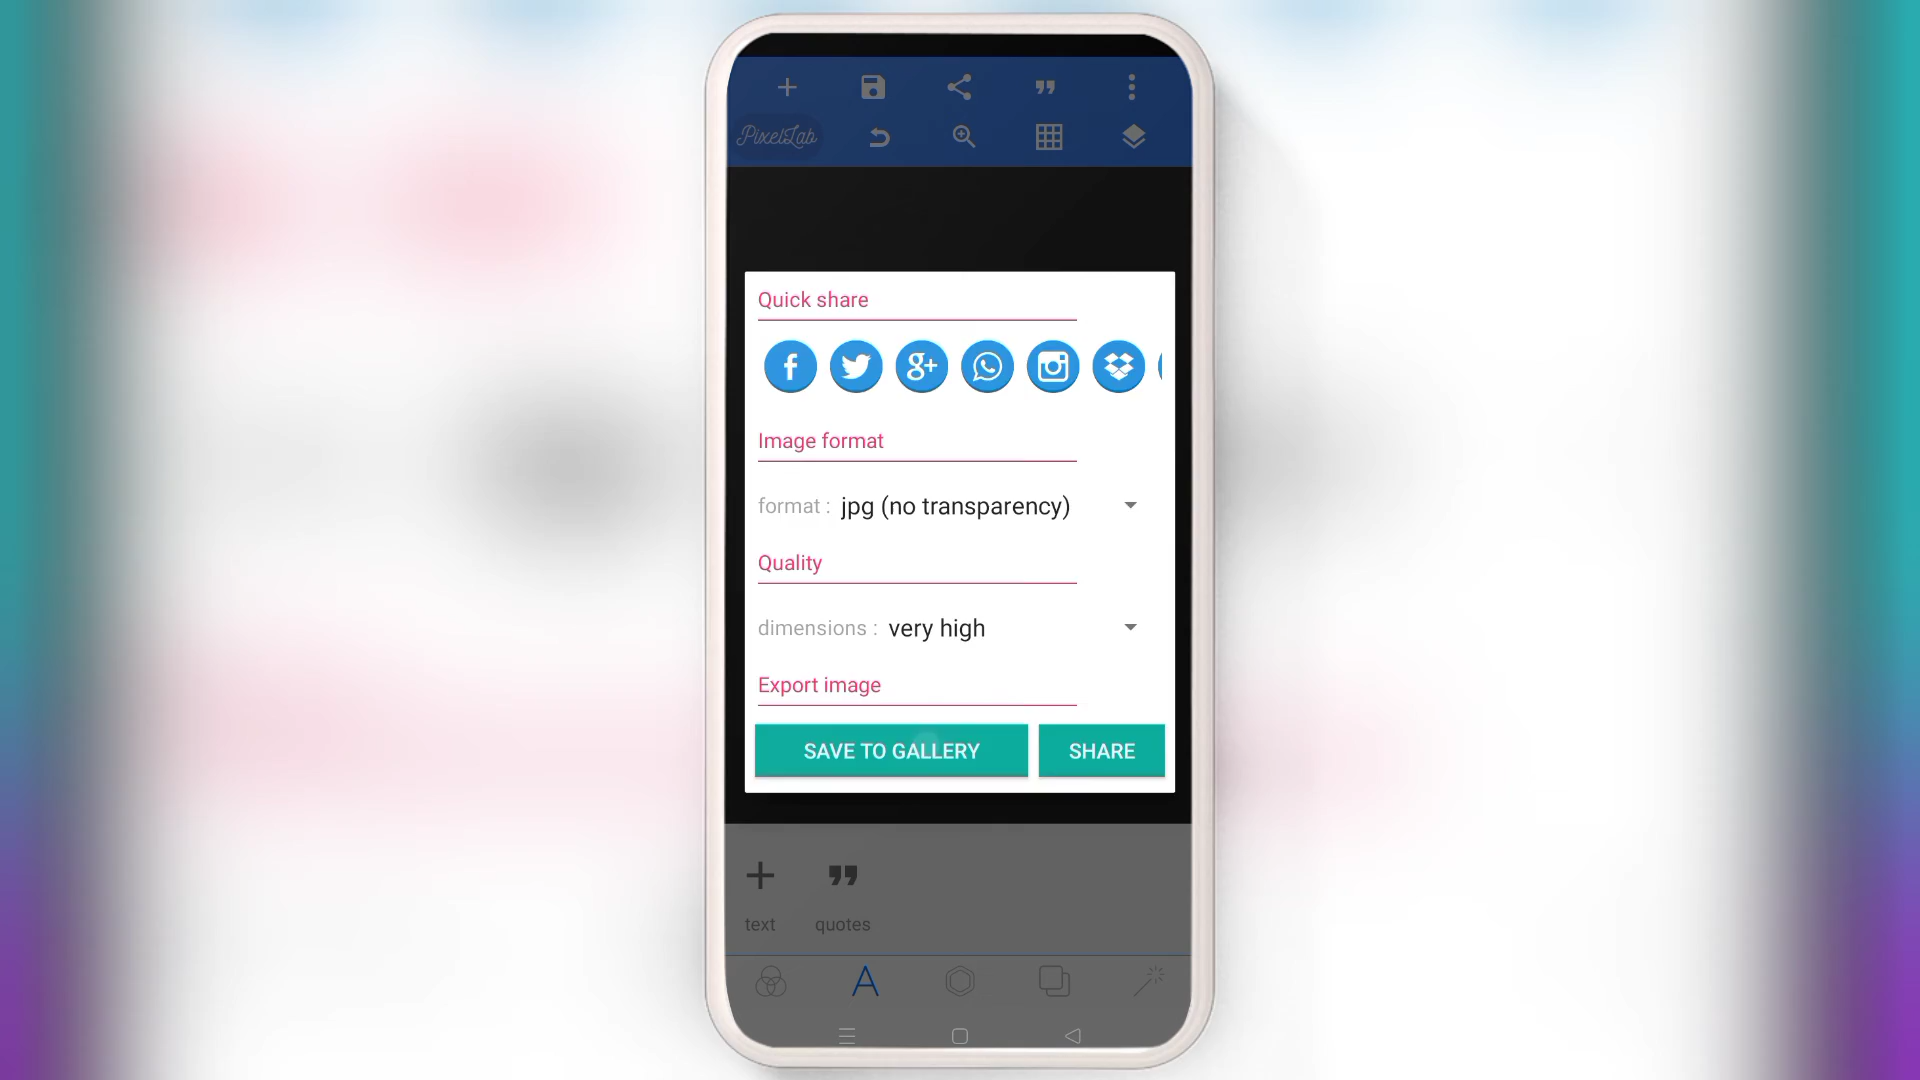 PixelLab
Quick share
Image format
format : jpg (no transparency)
Quality
dimensions : very high
Export image
SAVE TO GALLERY SHARE
text quotes